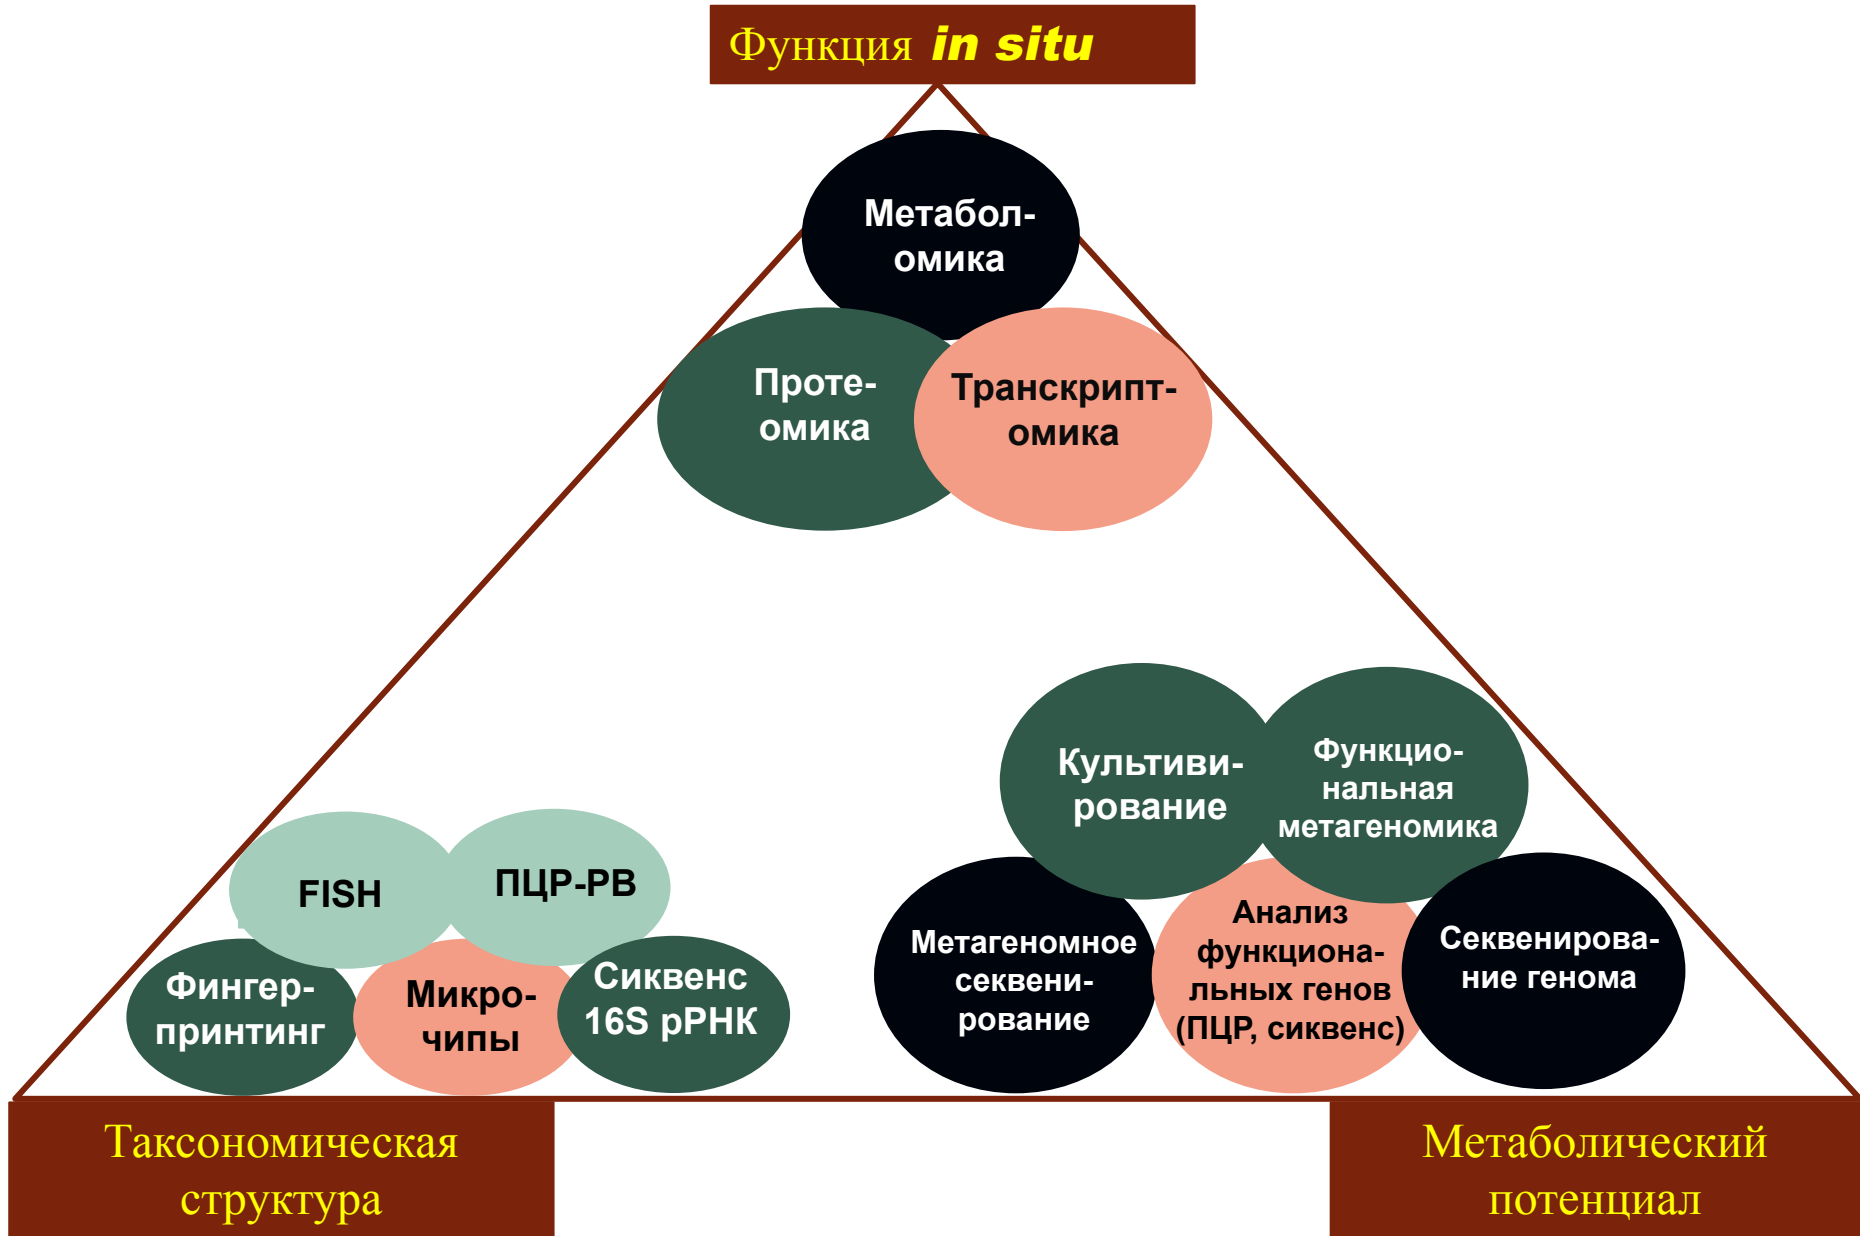 Функция in situ
Метабол-
омика
Проте-
омика
Транскрипт-
омика
Культиви-
рование
Функцио-
нальная
метагеномика
FISH
ПЦР-РВ
Фингер-
принтинг
Микро-
чипы
Сиквенс
16S рРНК
Метагеномное
секвени-
рование
Анализ
функциона-
льных генов
(ПЦР, сиквенс)
Секвенирова-
ние генома
Таксономическая
структура
Метаболический
потенциал